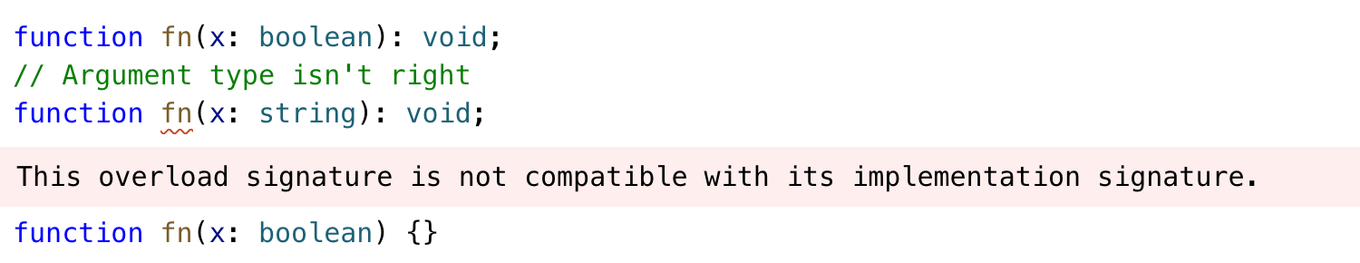 function fn(x: boolean): void;
// Argument type isn't right
function fn(x: string): void;
This overload signature is not compatible with its implementation signature.
function fn(x: boolean) {}